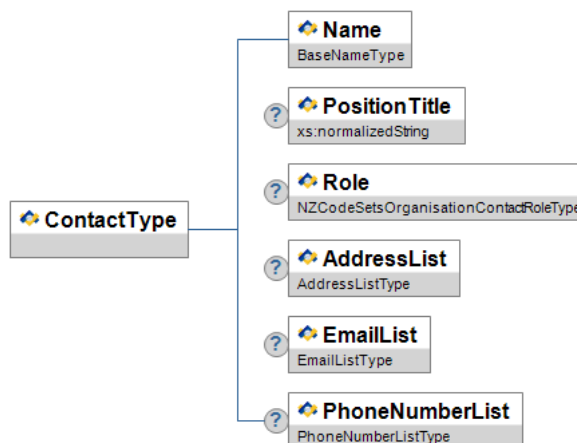 Name
BaseNameType
?
PositionTitle
xs:normalizedString
?
Role
NZCodeSetsOrganisationContactRoleType
ContactType
?
AddressList
AddressListType
?
EmailList
EmailListType
?
PhoneNumberList
PhoneNumberListType